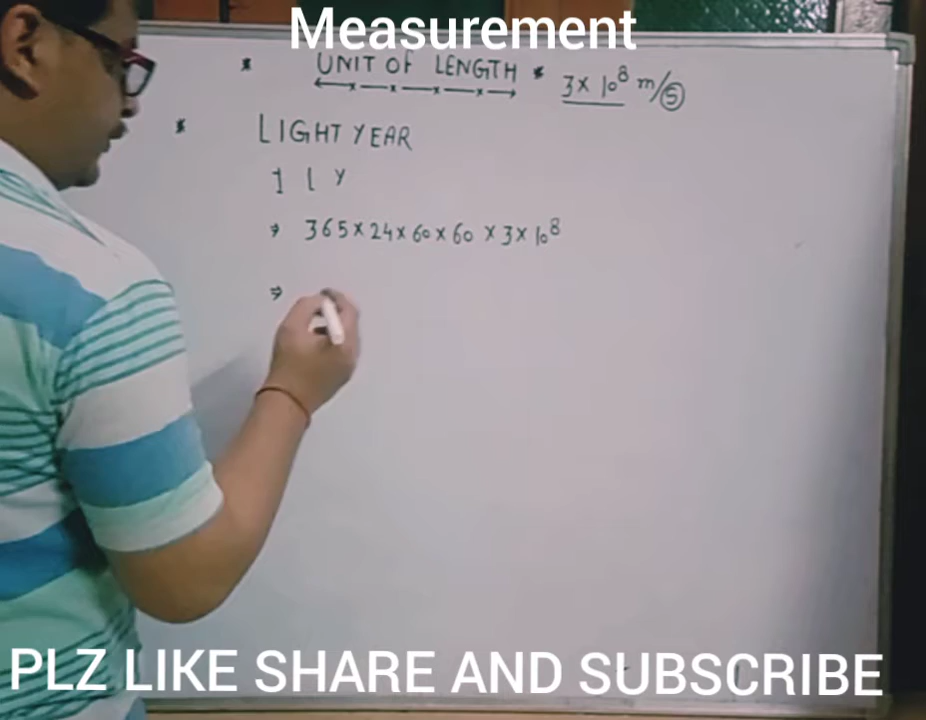 Measurement
* UNIT OF LENGTH * 3 × 10⁸ m/s
* LIGHT YEAR
1 l y
⇒ 365 × 24 × 60 × 60 × 3 × 10⁸
⇒
PLZ LIKE SHARE AND SUBSCRIBE